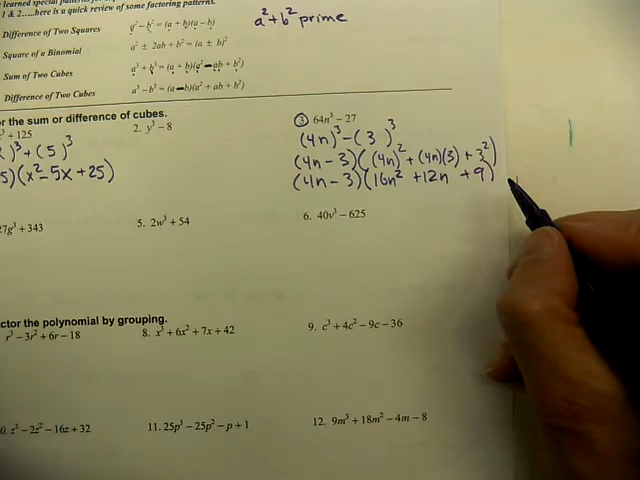 learned special patterns for
1 & 2.....here is a quick review of some factoring patterns.
a² + b² prime
Difference of Two Squares a² – b² = (a + b)(a – b)
Square of a Binomial a² ± 2ab + b² = (a ± b)²
Sum of Two Cubes a³ + b³ = (a + b)(a² – ab + b²)
Difference of Two Cubes a³ – b³ = (a – b)(a² + ab + b²)
r the sum or difference of cubes.
x³ + 125 2. y³ – 8 3 64n³ – 27
)³ + (5)³ (4n)³ – (3)³
5)(x² – 5x + 25) (4n – 3)((4n)² + (4n)(3) + 3²)
(4n – 3)(16n² + 12n + 9)
27g³ + 343 5. 2w³ + 54 6. 40v³ – 625
ctor the polynomial by grouping.
r³ – 3r² + 6r – 18 8. x³ + 6x² + 7x + 42 9. c³ + 4c² – 9c – 36
0. z³ – 2z² – 16z + 32 11. 25p³ – 25p² – p + 1 12. 9m³ + 18m² – 4m – 8